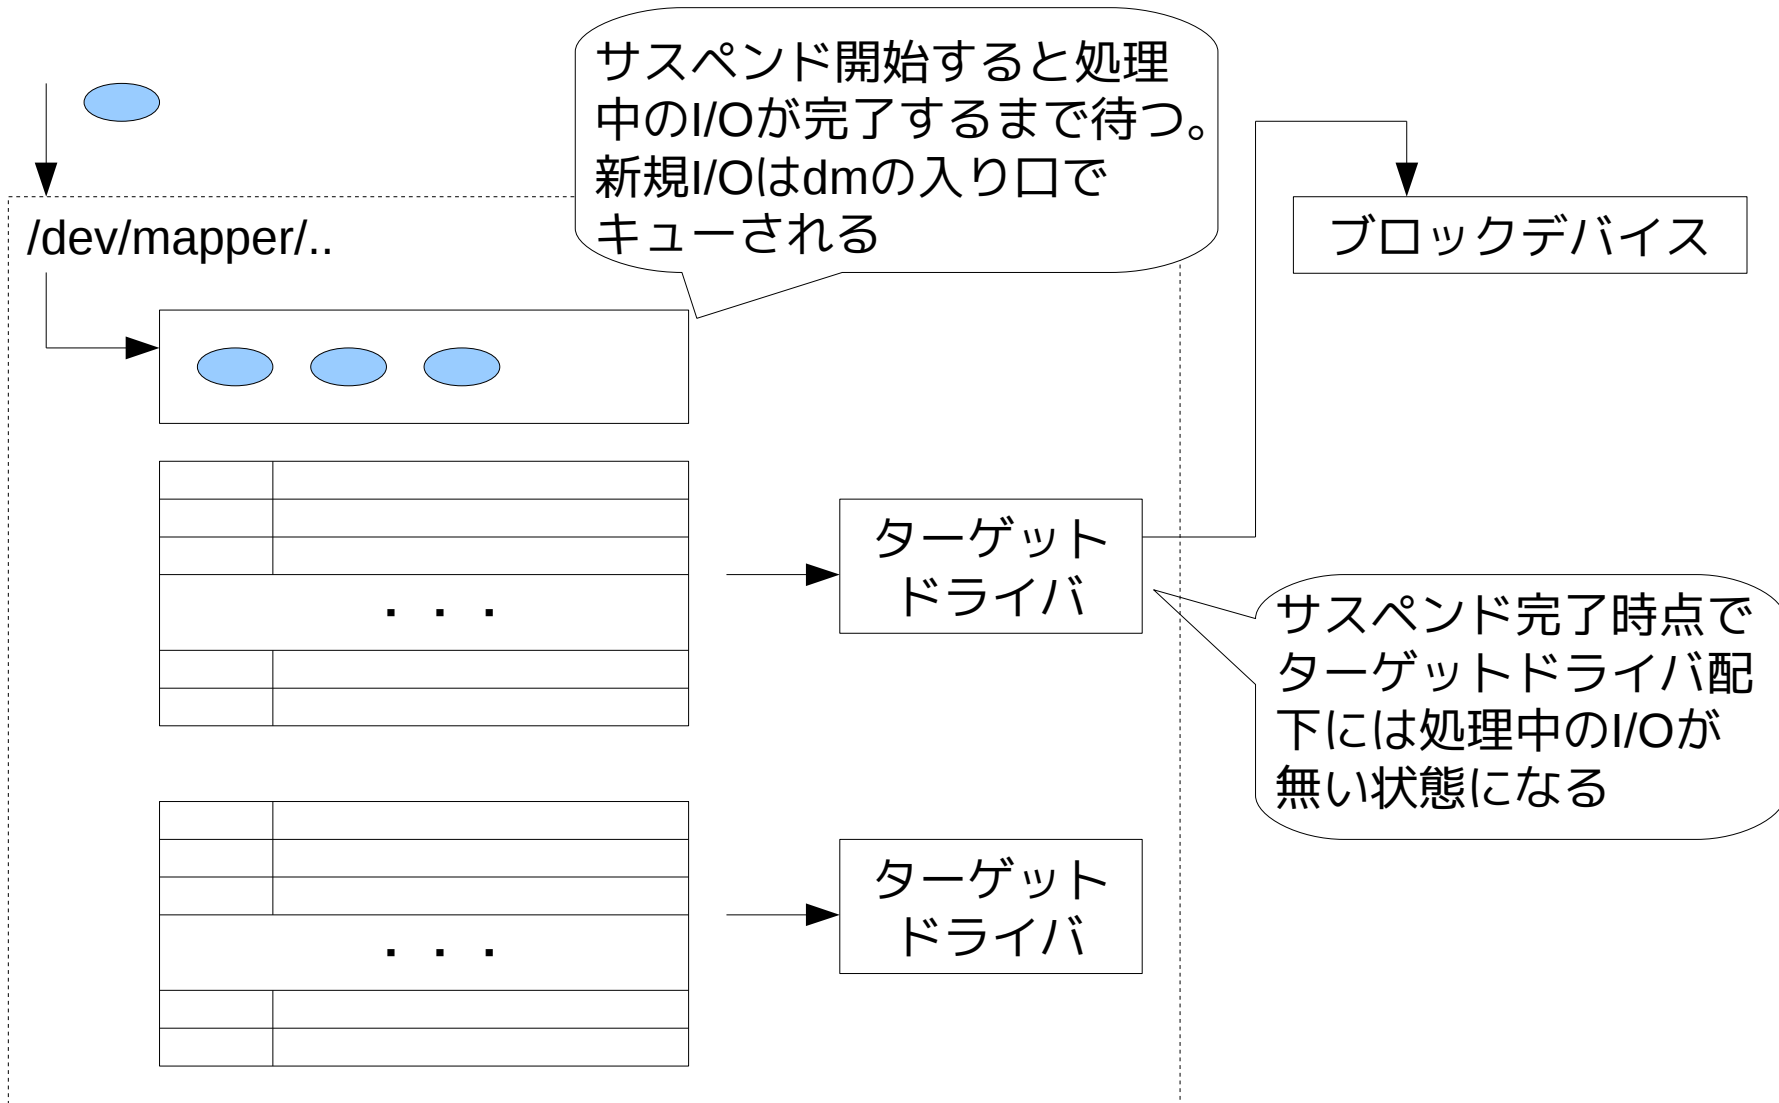 サスペンド開始すると処理
中のI/Oが完了するまで待つ。
新規I/Oはdmの入り口で
キューされる
/dev/mapper/..
ブロックデバイス
・・・
ターゲット
ドライバ
サスペンド完了時点で
ターゲットドライバ配
下には処理中のI/Oが
無い状態になる
・・・
ターゲット
ドライバ